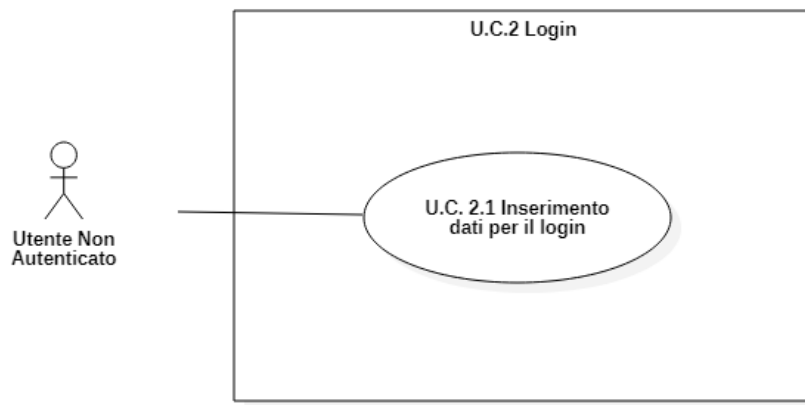 U.C.2 Login
U.C. 2.1 Inserimento
dati per il login
Utente Non
Autenticato